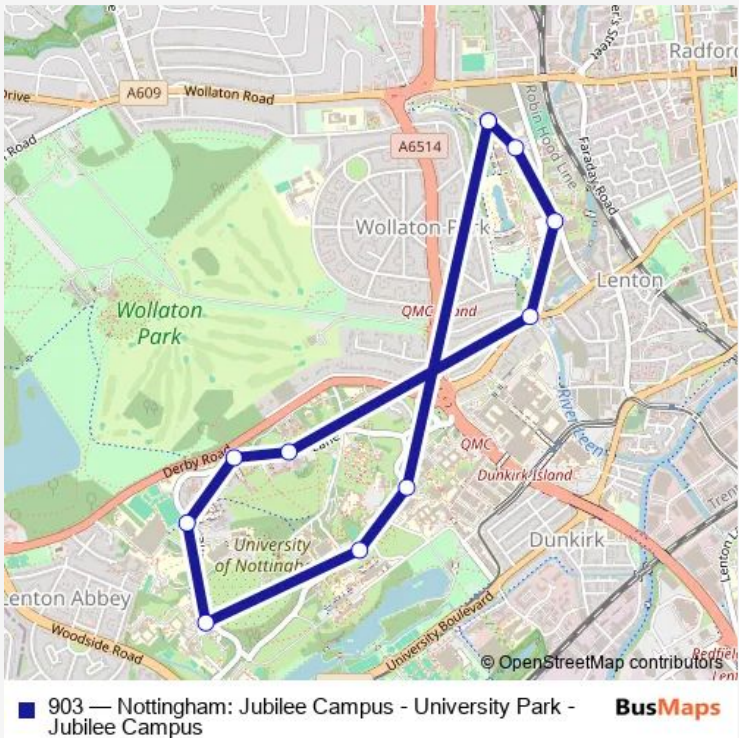 Radford
A609
Wollaton Road
Drive
Road
Robin Hood Line
Faraday Road
A6514
Wollaton Park
Lenton
QMC
Wollaton
Park
River Leen
Derby Road
QMC
Dunkirk Island
University
of Nottingham
Dunkirk
Lenton Abbey
Woodside Road
University Boulevard
© OpenStreetMap contributors
903 — Nottingham: Jubilee Campus - University Park -
Jubilee Campus
BusMaps